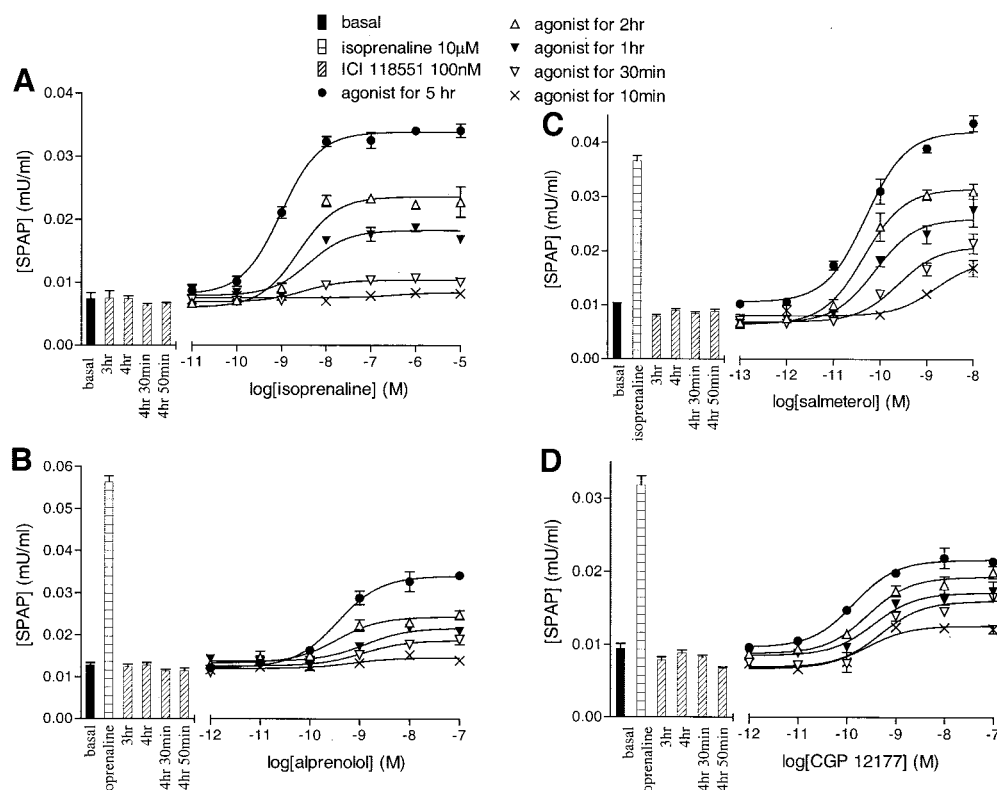 basal
isoprenaline 10μM
ICI 118551 100nM
agonist for 5 hr
agonist for 2hr
agonist for 1hr
agonist for 30min
agonist for 10min
A
[SPAP] (mU/ml)
0.04
0.03
0.02
0.01
0.00
basal
3hr
4hr
4hr 30min
4hr 50min
-11
-10
-9
-8
-7
-6
-5
log[isoprenaline] (M)
C
[SPAP] (mU/ml)
0.04
0.03
0.02
0.01
0.00
basal
isoprenaline
3hr
4hr
4hr 30min
4hr 50min
-13
-12
-11
-10
-9
-8
log[salmeterol] (M)
B
[SPAP] (mU/ml)
0.06
0.05
0.04
0.03
0.02
0.01
0.00
basal
isoprenaline
3hr
4hr
4hr 30min
4hr 50min
-12
-11
-10
-9
-8
-7
log[alprenolol] (M)
D
[SPAP] (mU/ml)
0.03
0.02
0.01
0.00
basal
isoprenaline
3hr
4hr
4hr 30min
4hr 50min
-12
-11
-10
-9
-8
-7
log[CGP 12177] (M)